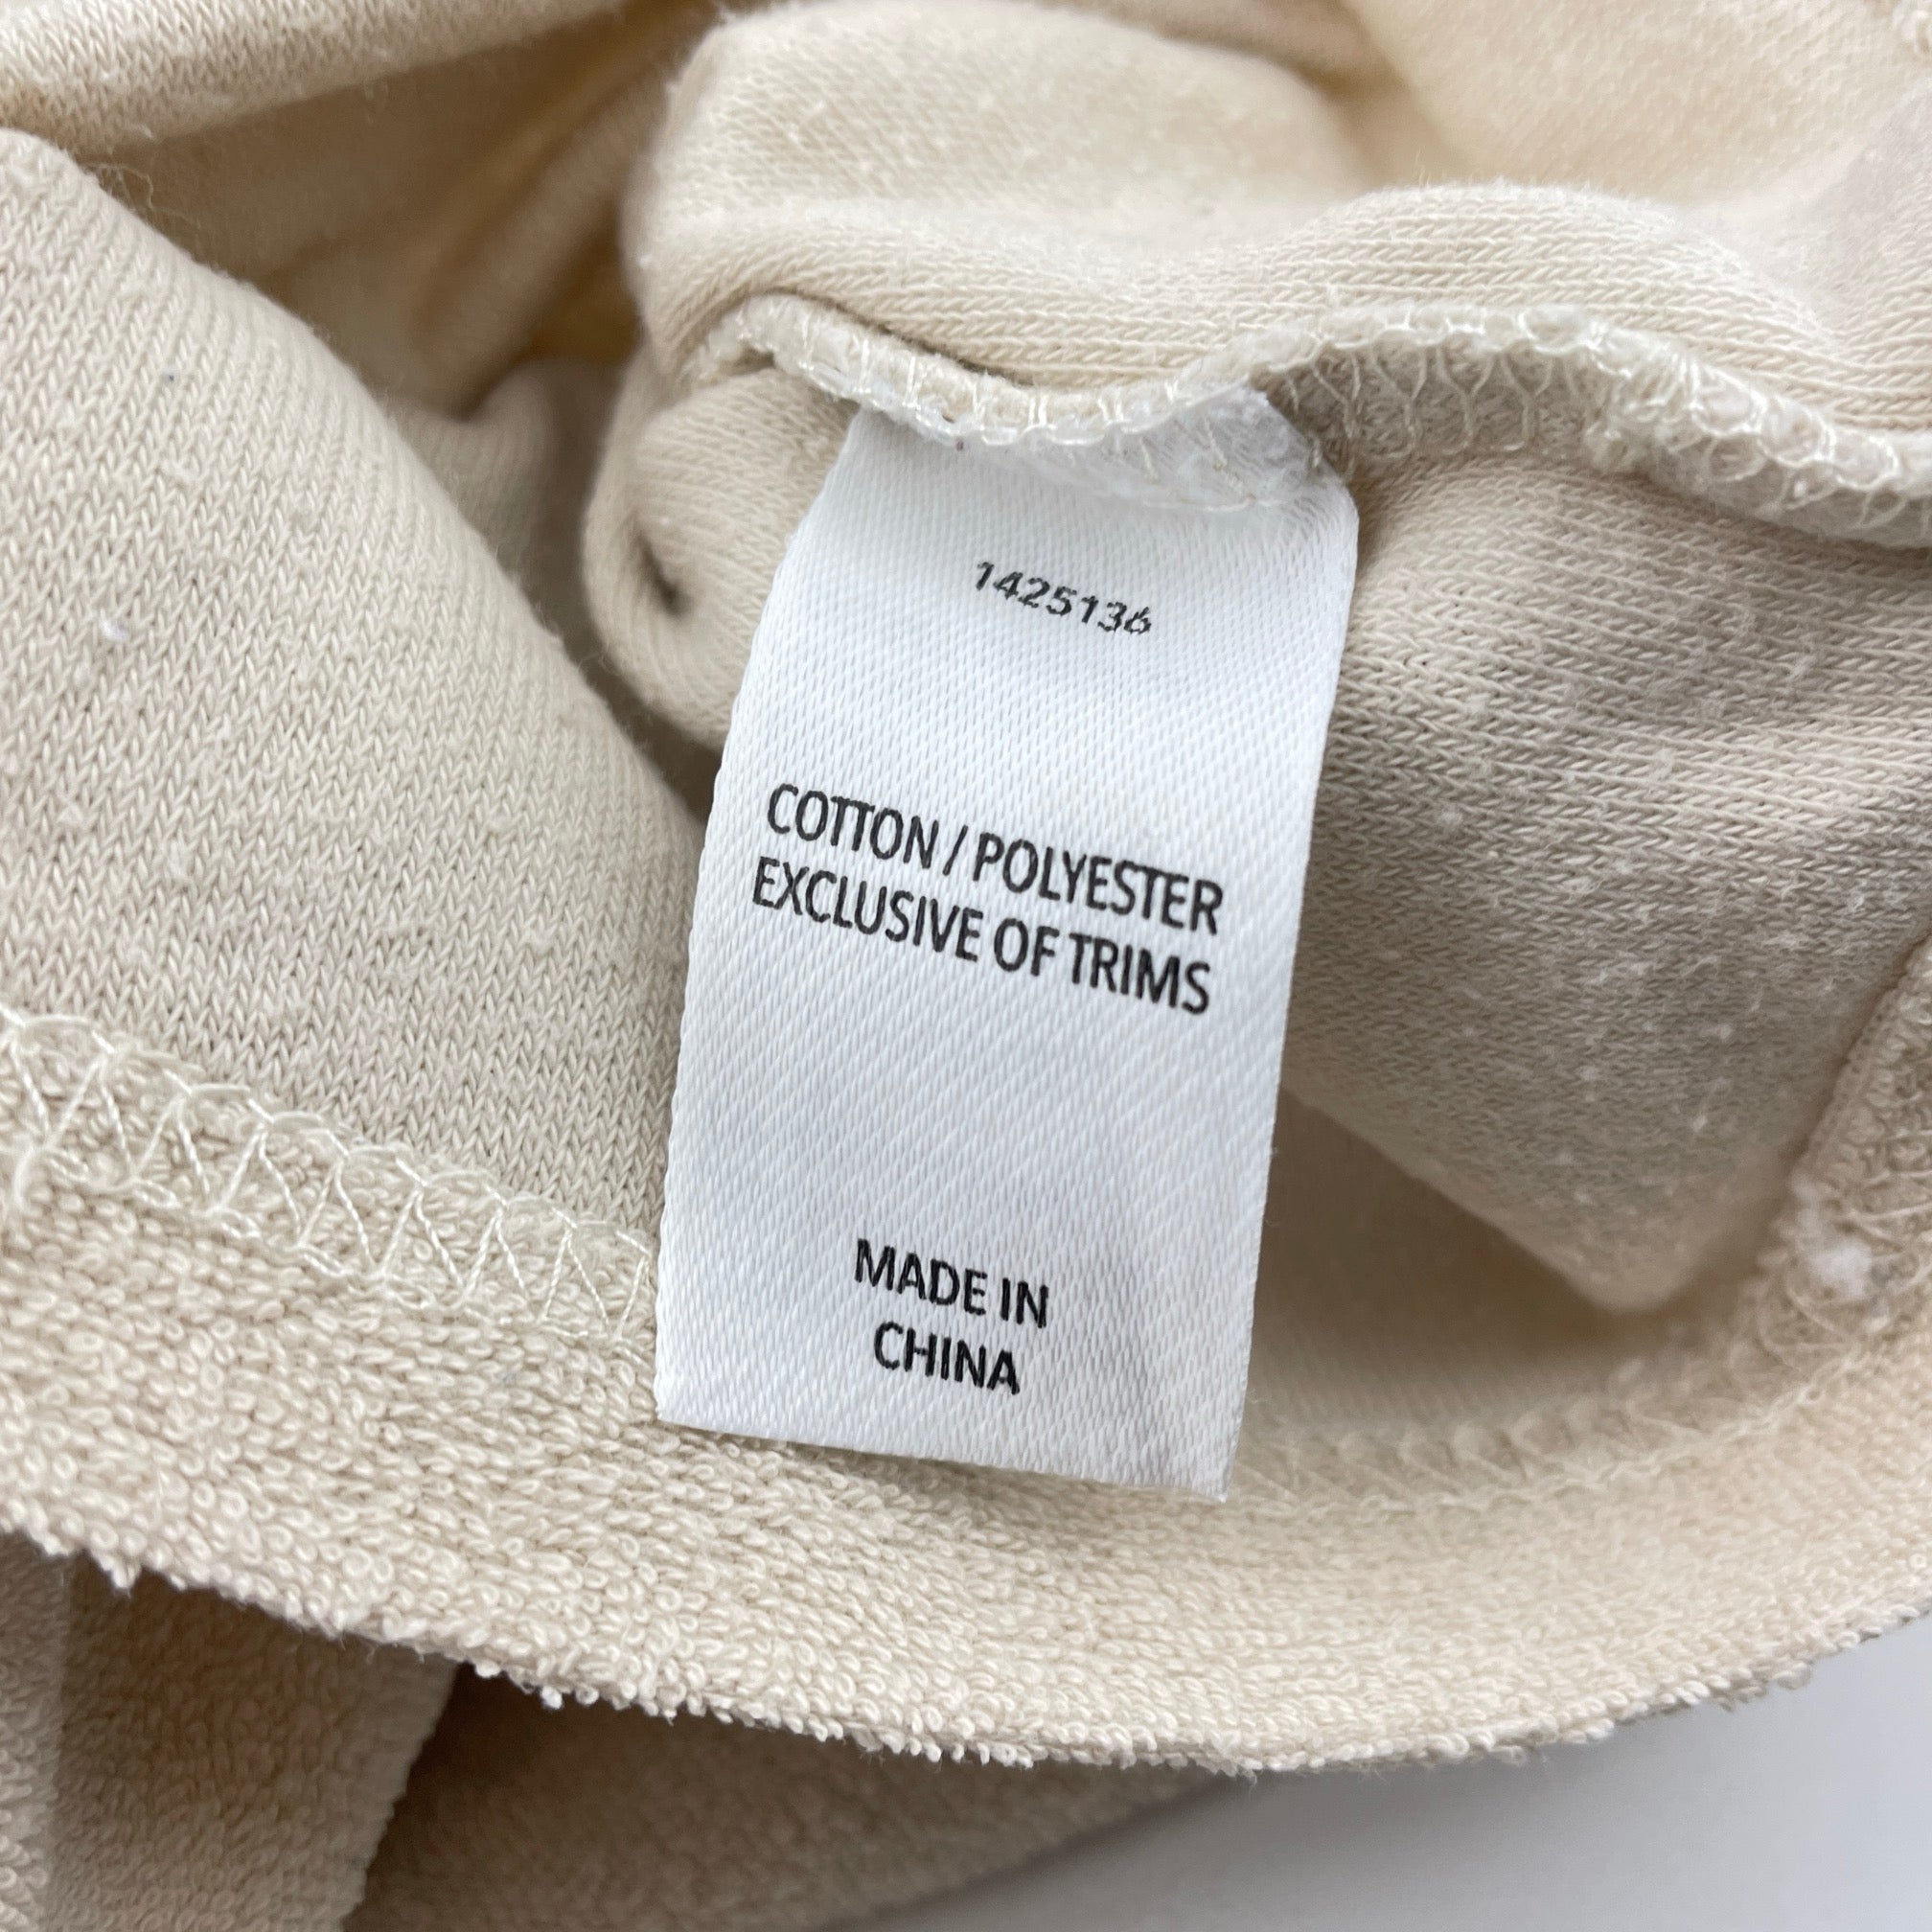 1425136
COTTON / POLYESTER
EXCLUSIVE OF TRIMS
MADE IN
CHINA